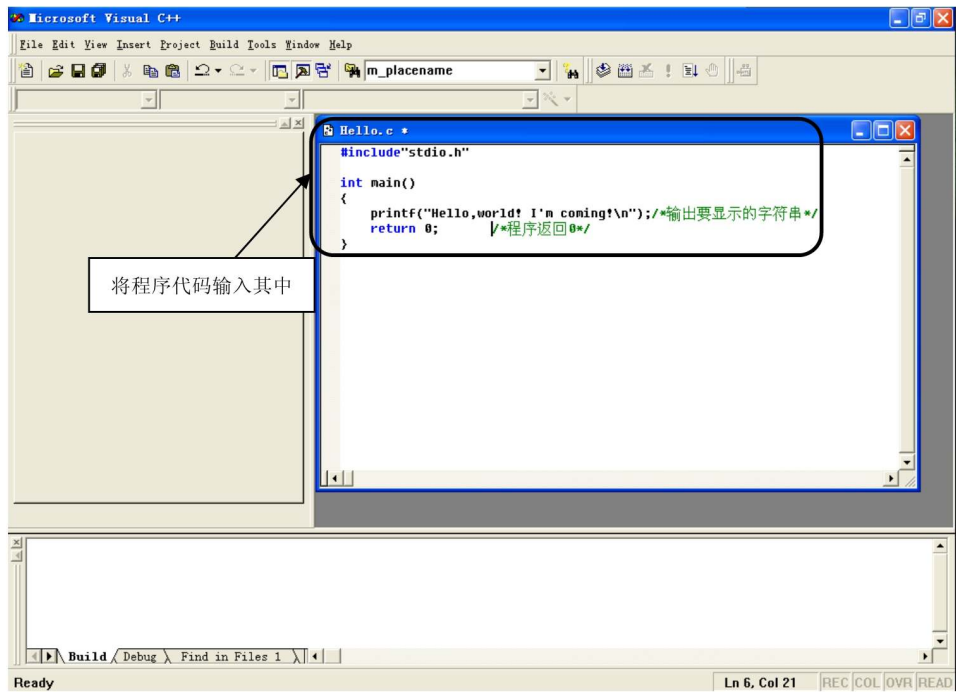 Microsoft Visual C++
File Edit View Insert Project Build Tools Window Help
m_placename
Hello.c *
#include"stdio.h"
int main()
{
printf("Hello,world! I'm coming!\n");/*输出要显示的字符串*/
return 0; /*程序返回0*/
}
将程序代码输入其中
Build Debug Find in Files 1
Ready Ln 6, Col 21 REC COL OVR READ